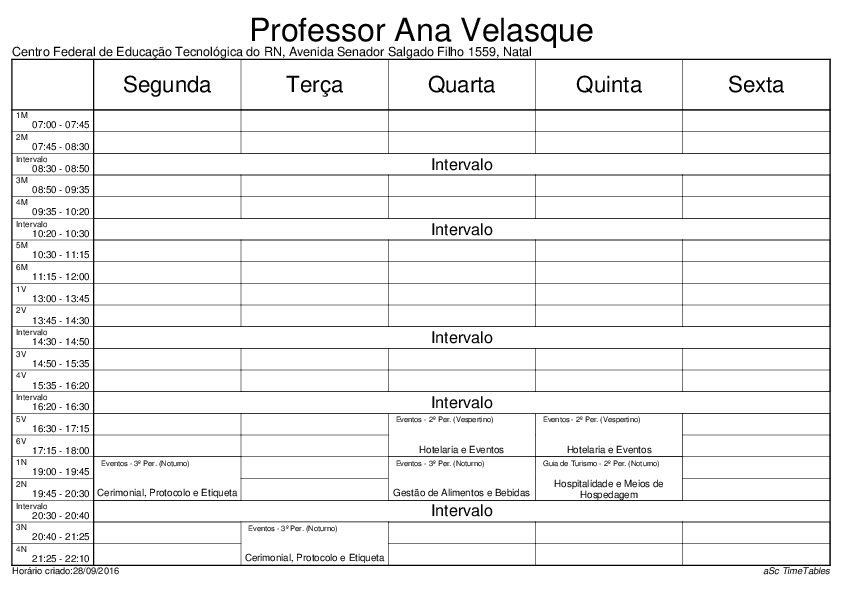 Professor Ana Velasque
Centro Federal de Educação Tecnológica do RN, Avenida Senador Salgado Filho 1559, Natal
Segunda Terça Quarta Quinta Sexta
1M
07:00 - 07:45
2M
07:45 - 08:30
Intervalo
08:30 - 08:50
Intervalo
3M
08:50 - 09:35
4M
09:35 - 10:20
Intervalo
10:20 - 10:30
Intervalo
5M
10:30 - 11:15
6M
11:15 - 12:00
1V
13:00 - 13:45
2V
13:45 - 14:30
Intervalo
14:30 - 14:50
Intervalo
3V
14:50 - 15:35
4V
15:35 - 16:20
Intervalo
16:20 - 16:30
Intervalo
5V
16:30 - 17:15
Eventos - 2º Per. (Vespertino)
Hotelaria e Eventos
Eventos - 2º Per. (Vespertino)
Hotelaria e Eventos
6V
17:15 - 18:00
1N
19:00 - 19:45
Eventos - 3º Per. (Noturno)
Cerimonial, Protocolo e Etiqueta
Eventos - 3º Per. (Noturno)
Gestão de Alimentos e Bebidas
Guia de Turismo - 2º Per. (Noturno)
Hospitalidade e Meios de
Hospedagem
2N
19:45 - 20:30
Intervalo
20:30 - 20:40
Intervalo
3N
20:40 - 21:25
Eventos - 3º Per. (Noturno)
Cerimonial, Protocolo e Etiqueta
4N
21:25 - 22:10
Horário criado:28/09/2016
aSc TimeTables